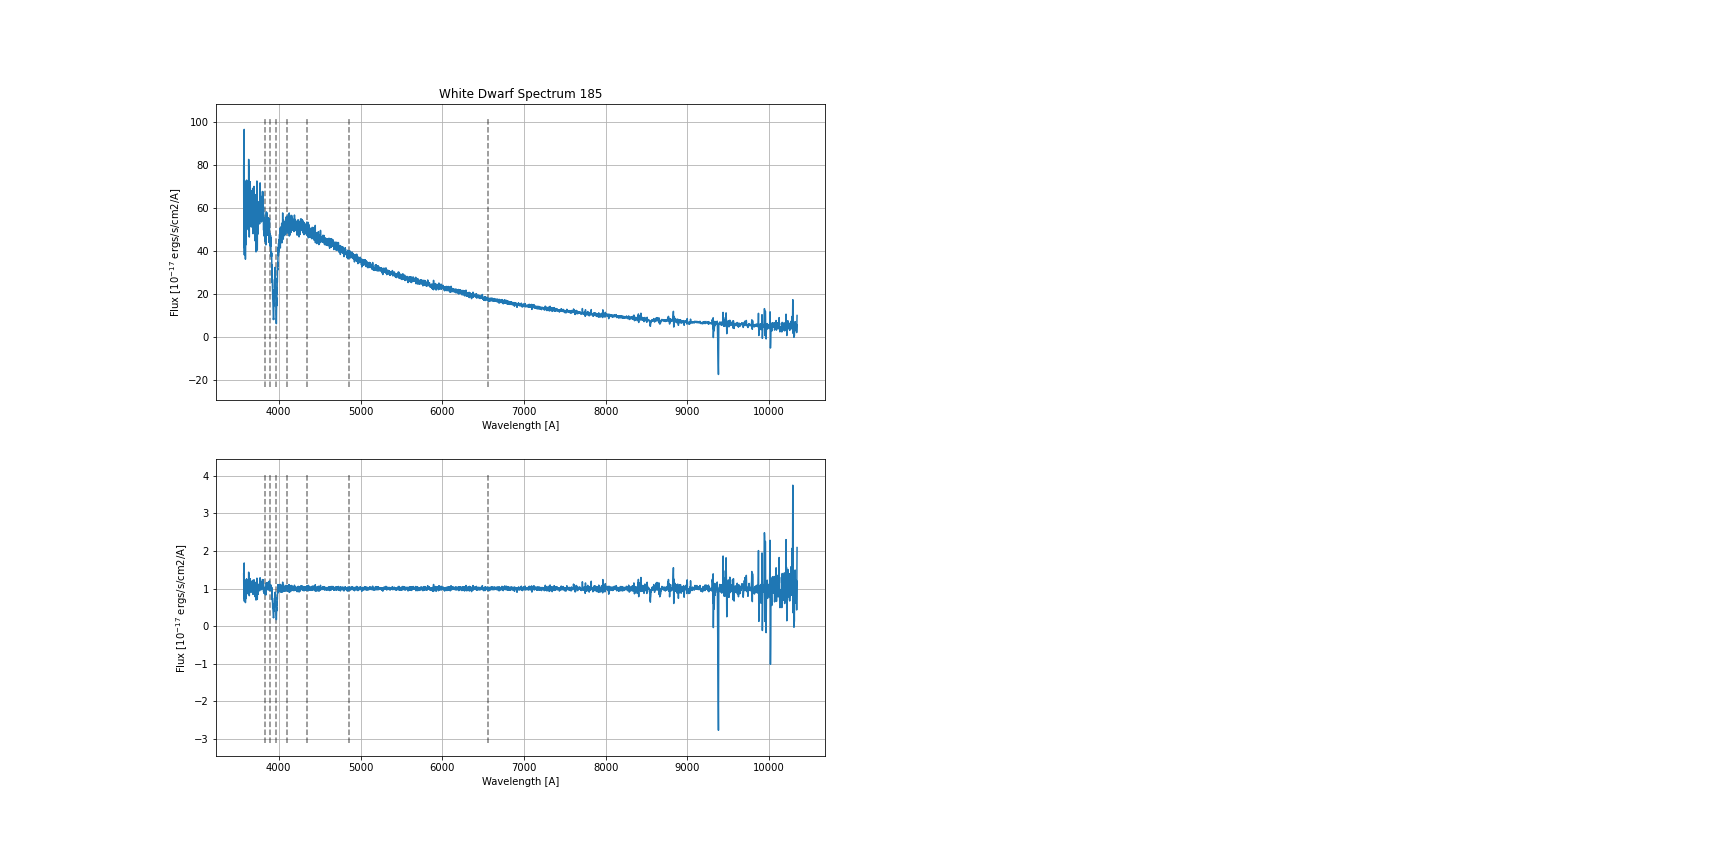 White Dwarf Spectrum 185
100
80
60
40
20
0
−20
Flux [10⁻¹⁷ ergs/s/cm2/A]
4000 5000 6000 7000 8000 9000 10000
Wavelength [A]
4
3
2
1
0
−1
−2
−3
Flux [10⁻¹⁷ ergs/s/cm2/A]
4000 5000 6000 7000 8000 9000 10000
Wavelength [A]